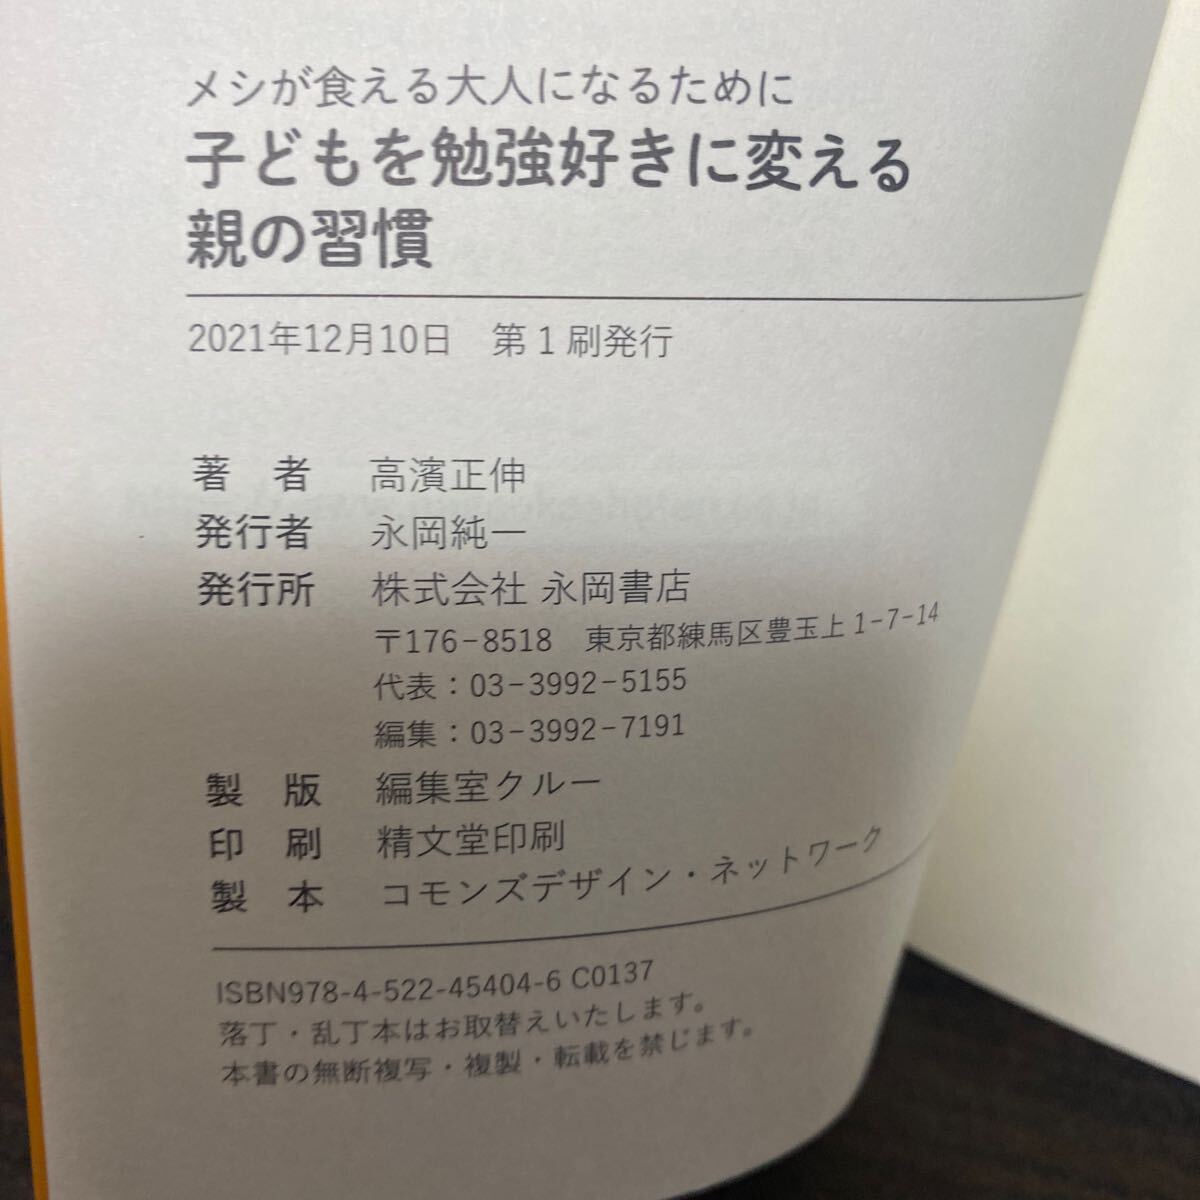 メシが食える大人になるために
子どもを勉強好きに変える
親の習慣
2021年12月10日　第1刷発行
著　者　高濱正伸
発行者　永岡純一
発行所　株式会社 永岡書店
〒176-8518　東京都練馬区豊玉上1-7-14
代表：03-3992-5155
編集：03-3992-7191
製　版　編集室クルー
印　刷　精文堂印刷
製　本　コモンズデザイン・ネットワーク
ISBN978-4-522-45404-6 C0137
落丁・乱丁本はお取替えいたします。
本書の無断複写・複製・転載を禁じます。